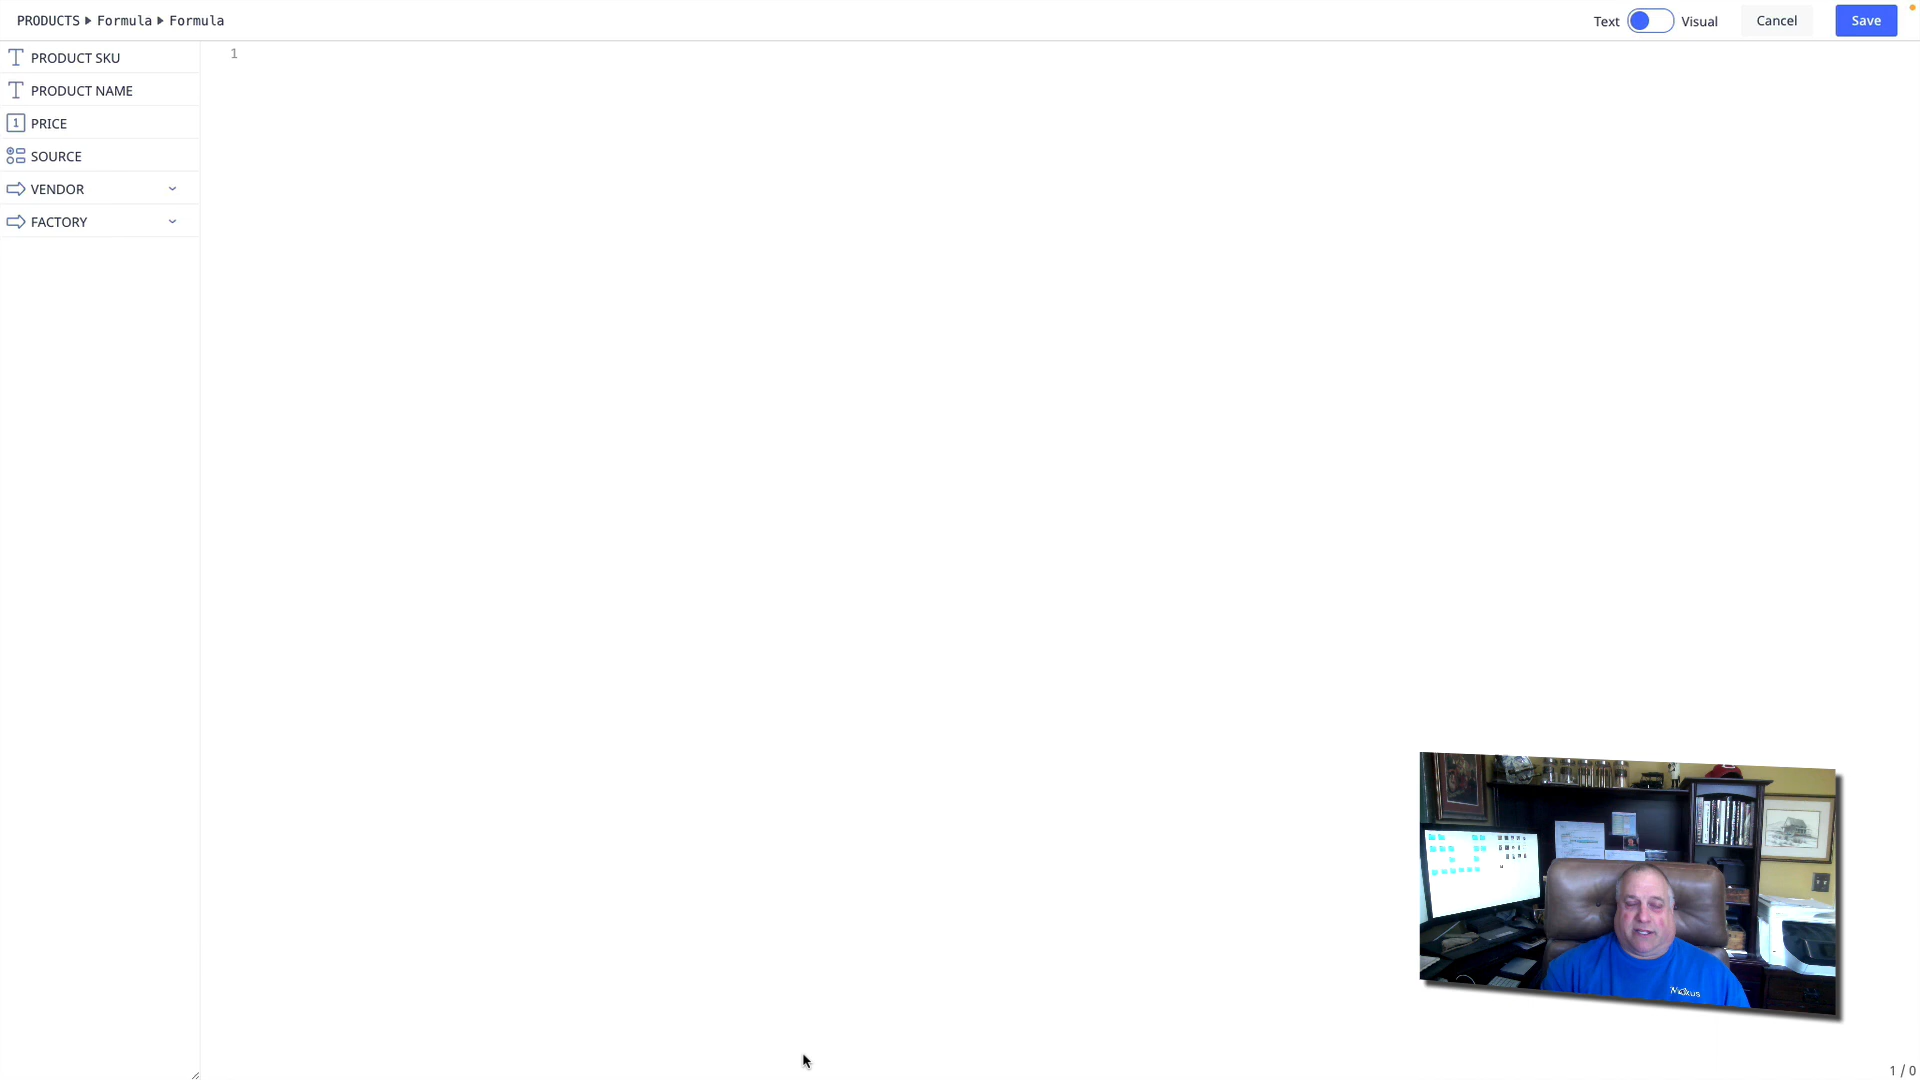 PRODUCTS Formula Formula
Text Visual Cancel Save
PRODUCT SKU
PRODUCT NAME
1 PRICE
SOURCE
VENDOR
FACTORY
1
1 / 0